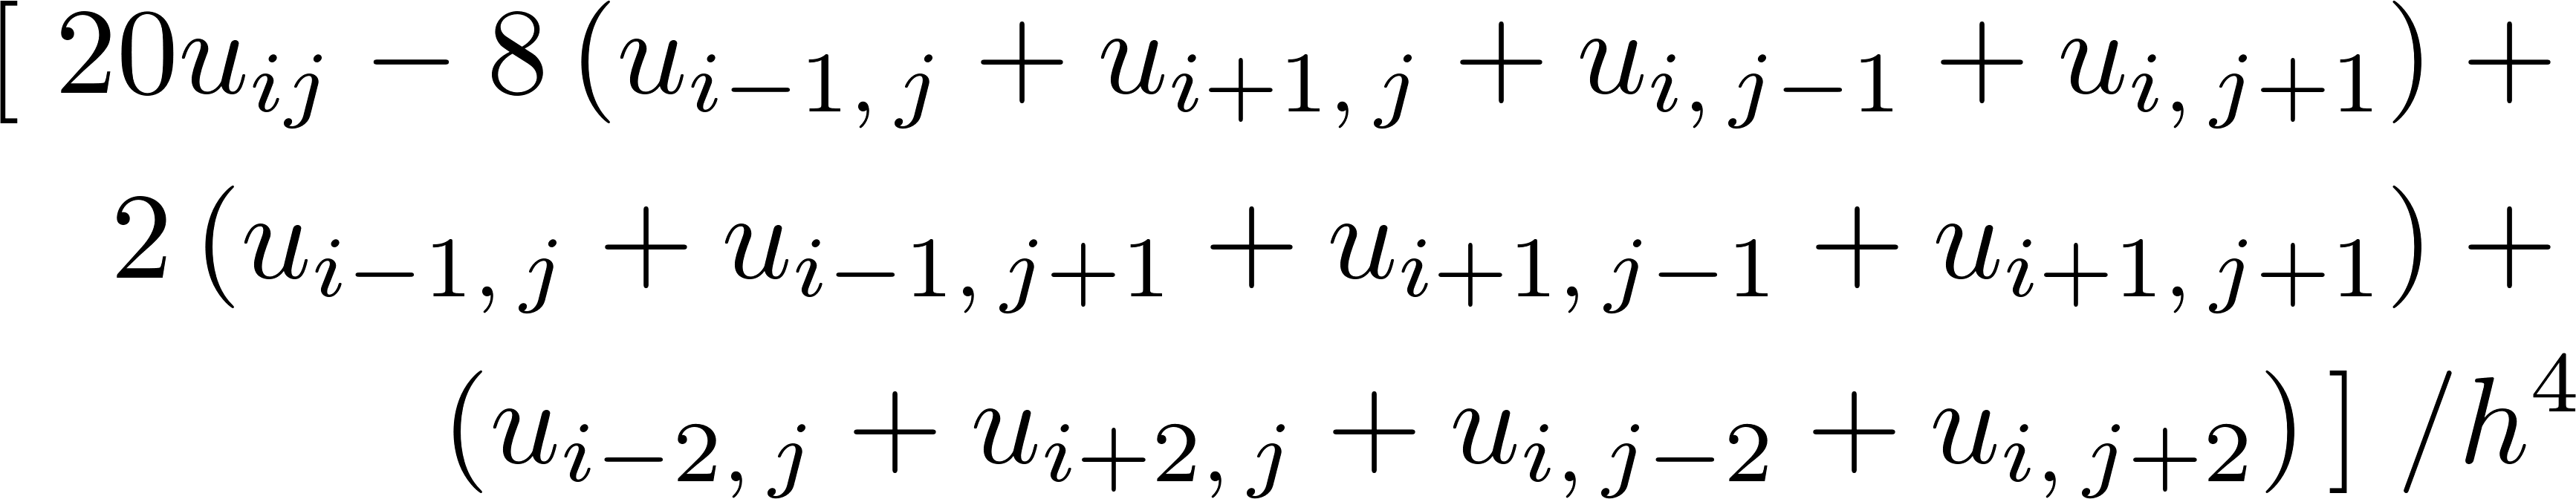 [ 20u_{ij} − 8 (u_{i−1, j} + u_{i+1, j} + u_{i, j−1} + u_{i, j+1}) +
2 (u_{i−1, j} + u_{i−1, j+1} + u_{i+1, j−1} + u_{i+1, j+1}) +
(u_{i−2, j} + u_{i+2, j} + u_{i, j−2} + u_{i, j+2}) ] /h^4